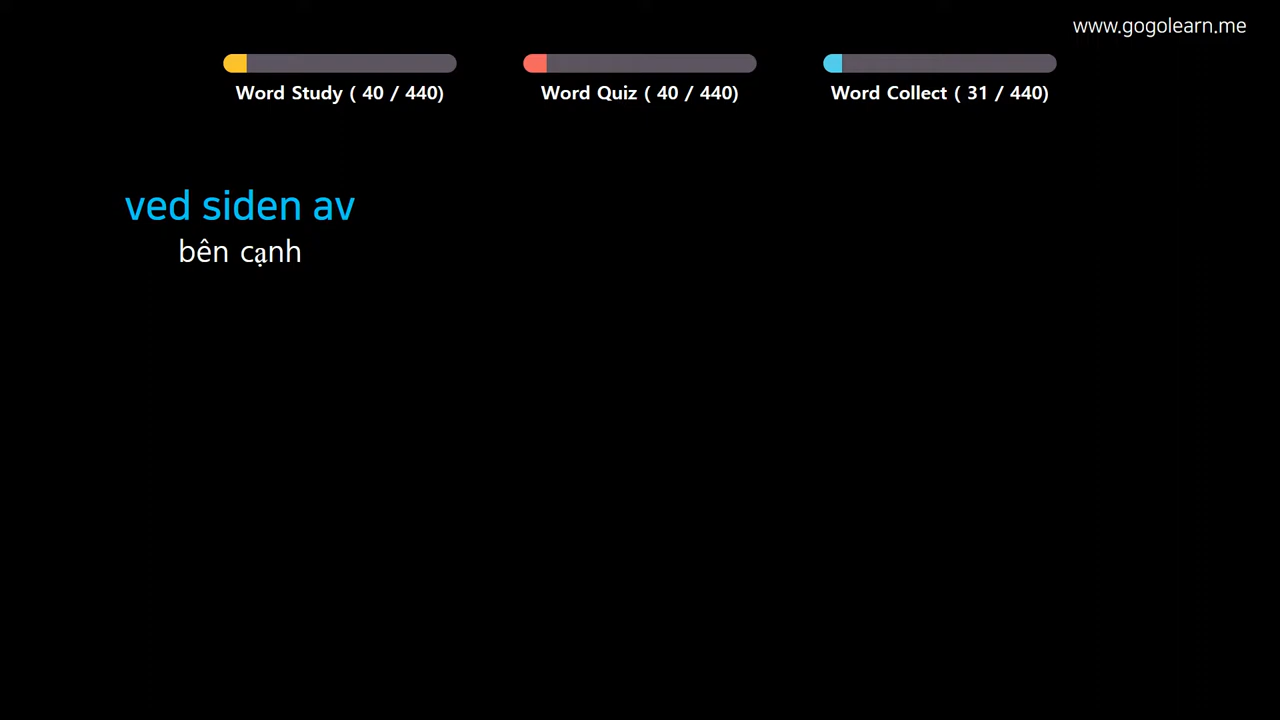 www.gogolearn.me
Word Study ( 40 / 440)
Word Quiz ( 40 / 440)
Word Collect ( 31 / 440)
ved siden av
bên cạnh